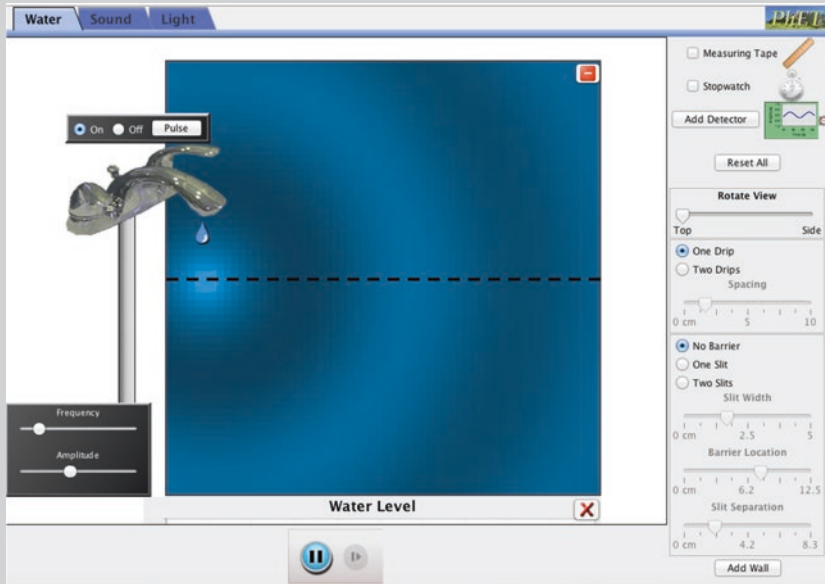 Water Sound Light
PhET
Measuring Tape
Stopwatch
Add Detector
Reset All
On Off Pulse
Rotate View
Top Side
One Drip
Two Drips
Spacing
0 cm 5 10
No Barrier
One Slit
Two Slits
Slit Width
0 cm 2.5 5
Barrier Location
0 cm 6.2 12.5
Slit Separation
0 cm 4.2 8.3
Add Wall
Frequency
Amplitude
Water Level